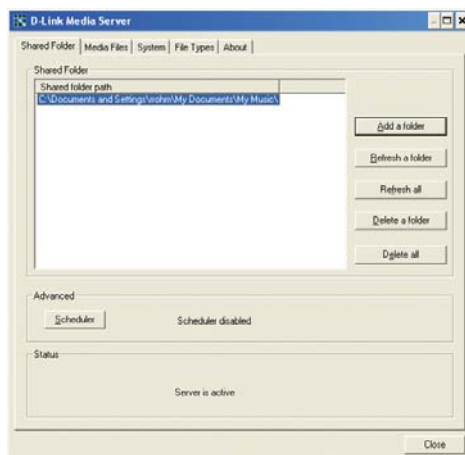 D-Link Media Server
Shared Folder Media Files System File Types About
Shared Folder
Shared folder path
C:\Documents and Settings\rrohm\My Documents\My Music\
Add a folder
Refresh a folder
Refresh all
Delete a folder
Delete all
Advanced
Scheduler Scheduler disabled
Status
Server is active
Close